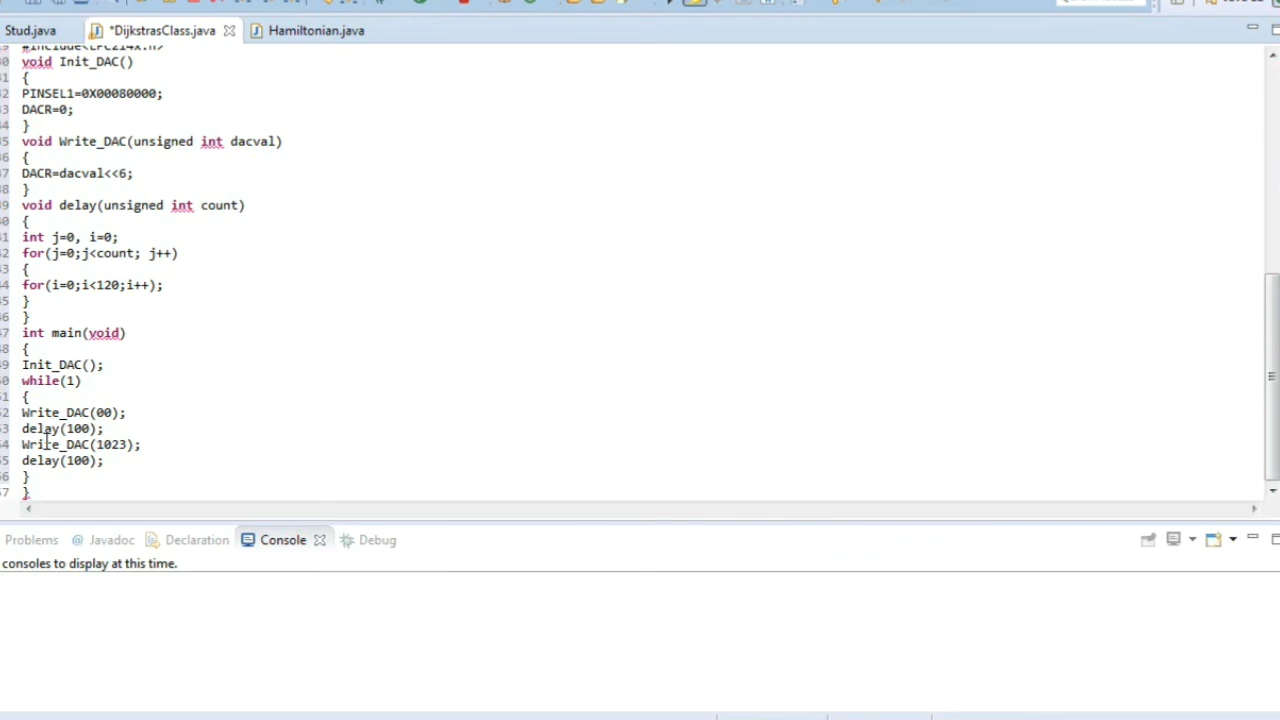 Stud.java
*DijkstrasClass.java
Hamiltonian.java
#include<LPC214x.h>
void Init_DAC()
{
PINSEL1=0X00080000;
DACR=0;
}
void Write_DAC(unsigned int dacval)
{
DACR=dacval<<6;
}
void delay(unsigned int count)
{
int j=0, i=0;
for(j=0;j<count; j++)
{
for(i=0;i<120;i++);
}
}
int main(void)
{
Init_DAC();
while(1)
{
Write_DAC(00);
delay(100);
Write_DAC(1023);
delay(100);
}
}
Problems @ Javadoc Declaration Console Debug
consoles to display at this time.